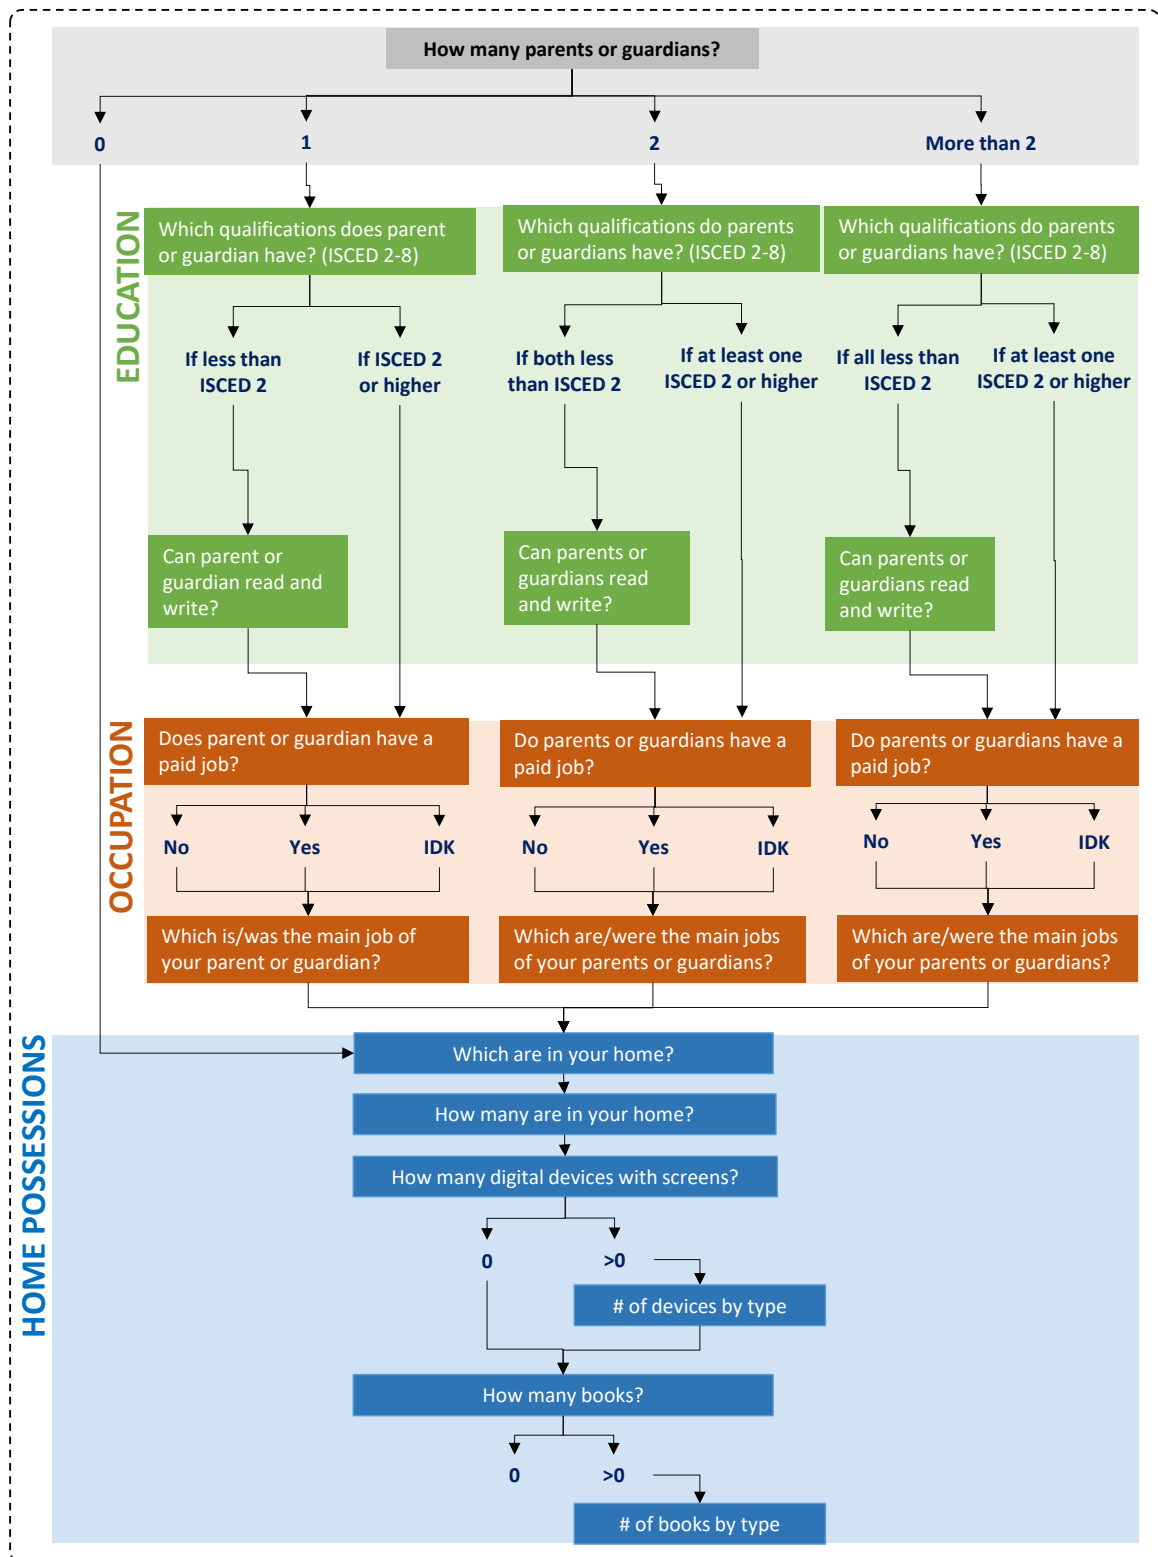 How many parents or guardians?
0
1
2
More than 2
EDUCATION
Which qualifications does parent
or guardian have? (ISCED 2-8)
Which qualifications do parents
or guardians have? (ISCED 2-8)
Which qualifications do parents
or guardians have? (ISCED 2-8)
If less than
ISCED 2
If ISCED 2
or higher
If both less
than ISCED 2
If at least one
ISCED 2 or higher
If all less than
ISCED 2
If at least one
ISCED 2 or higher
Can parent or
guardian read and
write?
Can parents or
guardians read
and write?
Can parents or
guardians read
and write?
OCCUPATION
Does parent or guardian have a
paid job?
Do parents or guardians have a
paid job?
Do parents or guardians have a
paid job?
No
Yes
IDK
No
Yes
IDK
No
Yes
IDK
Which is/was the main job of
your parent or guardian?
Which are/were the main jobs
of your parents or guardians?
Which are/were the main jobs
of your parents or guardians?
HOME POSSESSIONS
Which are in your home?
How many are in your home?
How many digital devices with screens?
0
>0
# of devices by type
How many books?
0
>0
# of books by type